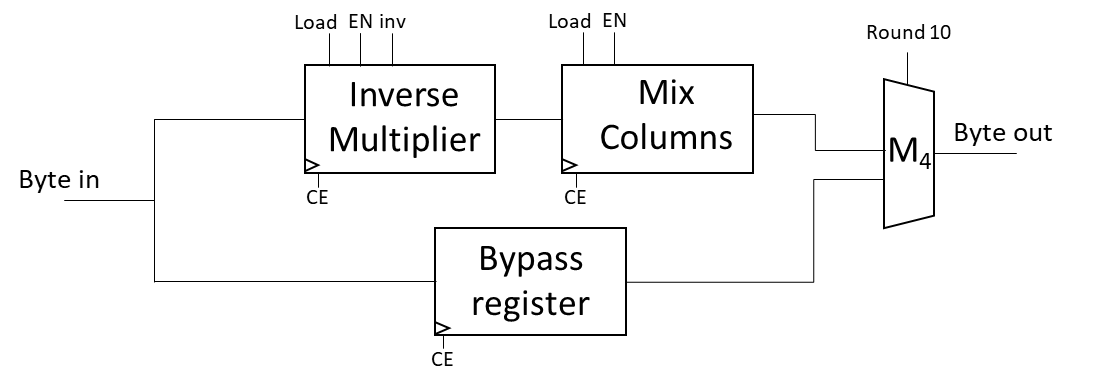 Load EN inv
Load EN
Round 10
Inverse
Multiplier
Mix
Columns
M4
Byte out
Byte in
CE
CE
Bypass
register
CE